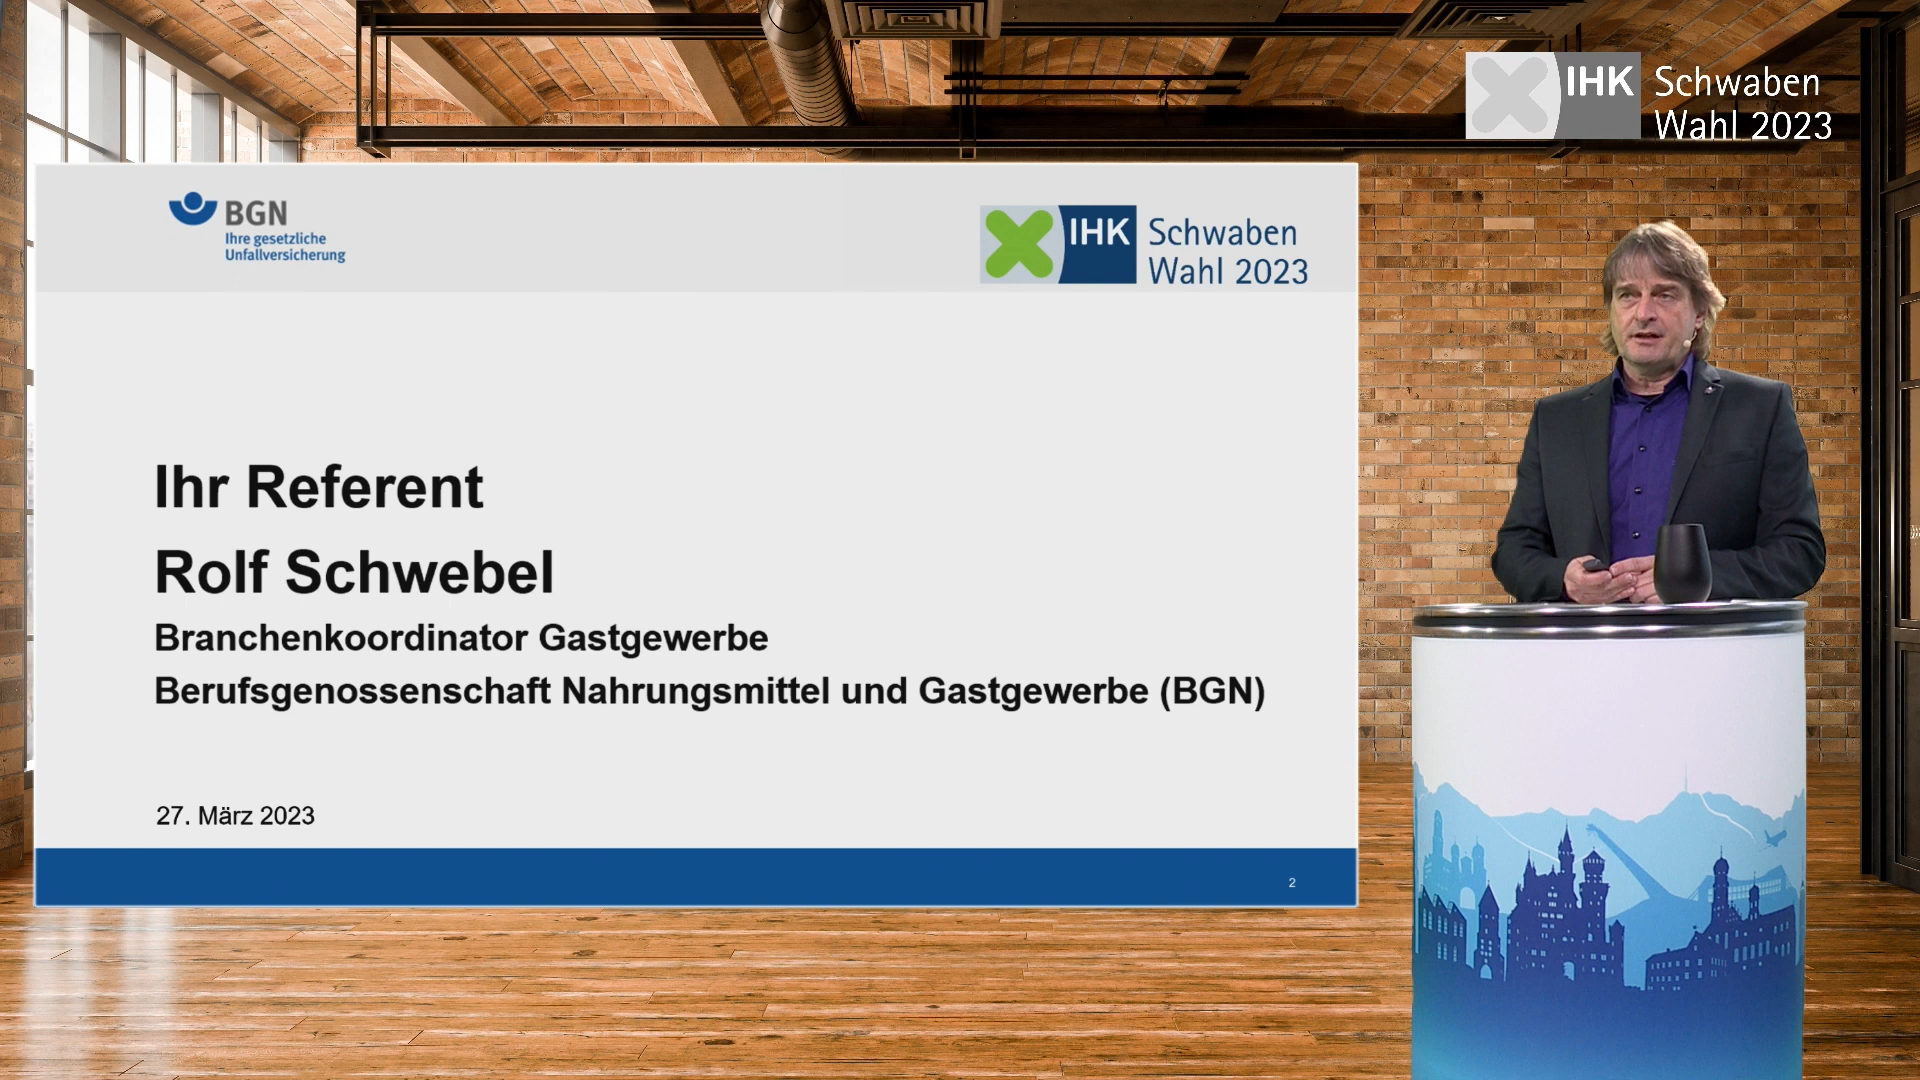 IHK Schwaben
Wahl 2023
BGN
Ihre gesetzliche
Unfallversicherung
IHK Schwaben
Wahl 2023
Ihr Referent
Rolf Schwebel
Branchenkoordinator Gastgewerbe
Berufsgenossenschaft Nahrungsmittel und Gastgewerbe (BGN)
27. März 2023
2